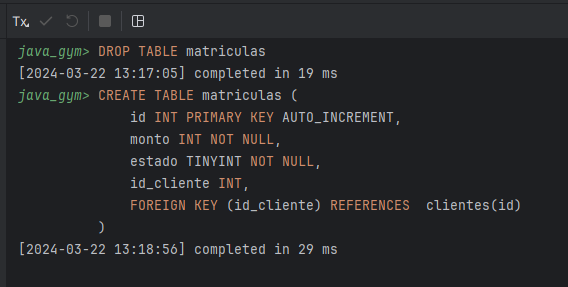 Tx
java_gym> DROP TABLE matriculas
[2024-03-22 13:17:05] completed in 19 ms
java_gym> CREATE TABLE matriculas (
id INT PRIMARY KEY AUTO_INCREMENT,
monto INT NOT NULL,
estado TINYINT NOT NULL,
id_cliente INT,
FOREIGN KEY (id_cliente) REFERENCES  clientes(id)
)
[2024-03-22 13:18:56] completed in 29 ms